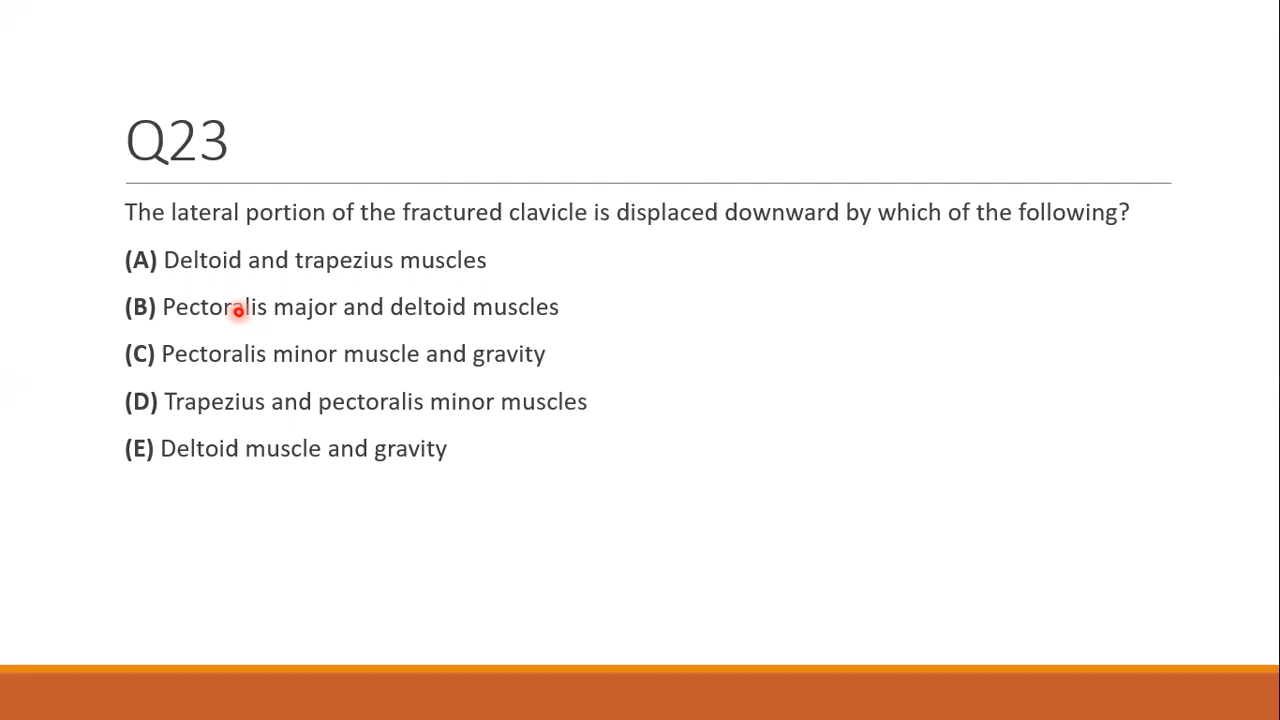 Q23
The lateral portion of the fractured clavicle is displaced downward by which of the following?
(A) Deltoid and trapezius muscles
(B) Pectoralis major and deltoid muscles
(C) Pectoralis minor muscle and gravity
(D) Trapezius and pectoralis minor muscles
(E) Deltoid muscle and gravity